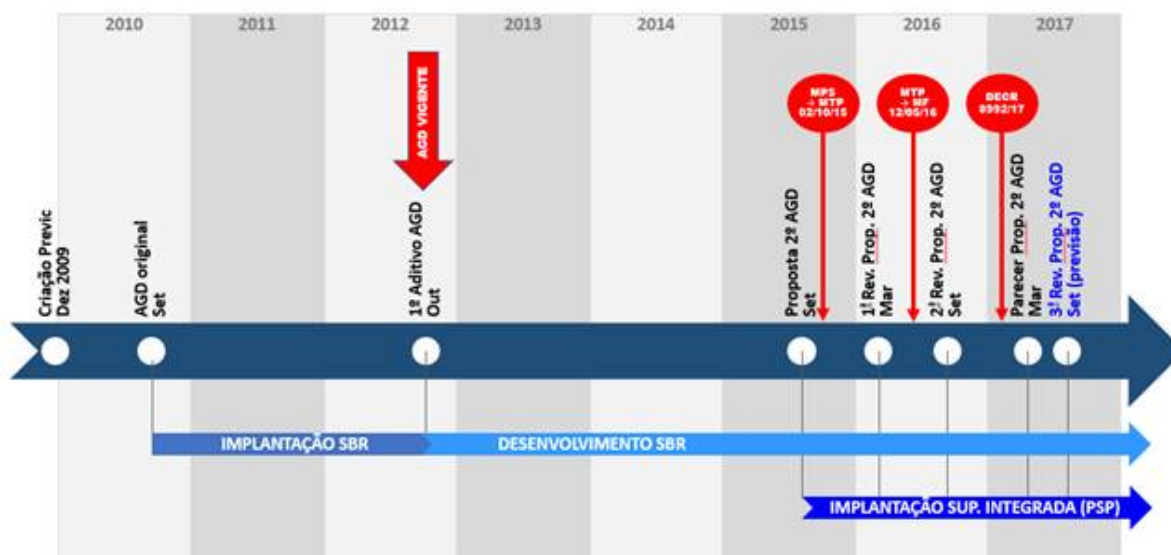 2010
2011
2012
2013
2014
2015
2016
2017
AGD VIGENTE
MPS
→ MTP
02/10/15
MTP
→ MF
12/05/16
DECR
8992/17
Criação Previc
Dez 2009
AGD original
Set
1º Aditivo AGD
Out
Proposta 2º AGD
Set
1ª Rev. Prop. 2º AGD
Mar
2ª Rev. Prop. 2º AGD
Set
Parecer Prop. 2º AGD
Mar
3ª Rev. Prop. 2º AGD
Set (previsão)
IMPLANTAÇÃO SBR
DESENVOLVIMENTO SBR
IMPLANTAÇÃO SUP. INTEGRADA (PSP)